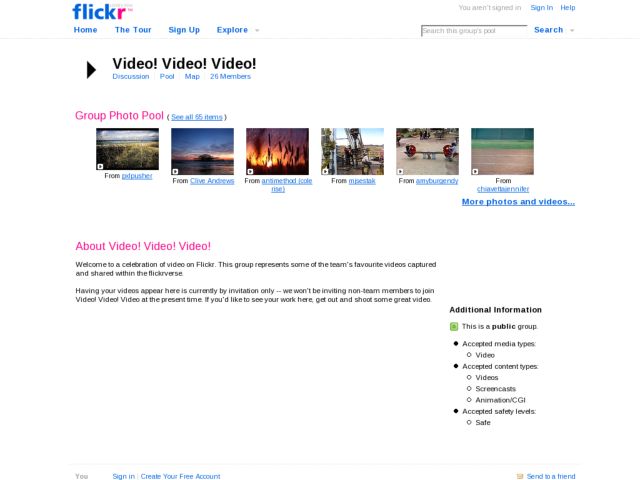 flickr
You aren't signed in Sign In Help
Home The Tour Sign Up Explore
Search this group's pool Search
Video! Video! Video!
Discussion Pool Map 26 Members
Group Photo Pool ( See all 65 items )
From pxlpusher
From Clive Andrews
From antimethod (cole
rise)
From mjsestak
From amyburgendy
From
chiavettajennifer
More photos and videos...
About Video! Video! Video!
Welcome to a celebration of video on Flickr. This group represents some of the team's favourite videos captured
and shared within the flickrverse.
Having your videos appear here is currently by invitation only -- we won't be inviting non-team members to join
Video! Video! Video at the present time. If you'd like to see your work here, get out and shoot some great video.
Additional Information
This is a public group.
Accepted media types:
Video
Accepted content types:
Videos
Screencasts
Animation/CGI
Accepted safety levels:
Safe
You Sign in | Create Your Free Account
Send to a friend